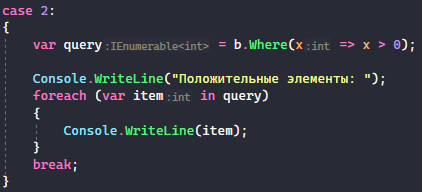 case 2:
{
var query:IEnumerable<int> = b.Where(x:int => x > 0);
Console.WriteLine("Положительные элементы: ");
foreach (var item:int in query)
{
Console.WriteLine(item);
}
break;
}